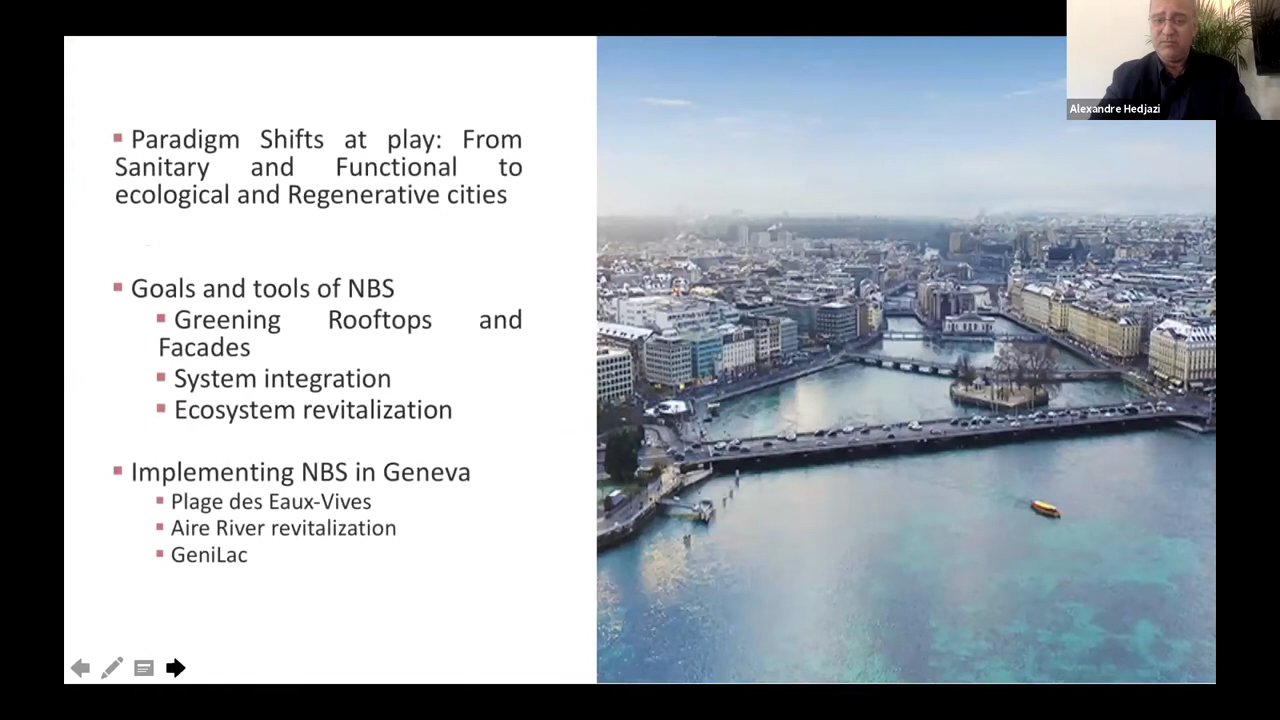 Alexandre Hedjazi
Paradigm Shifts at play: From
Sanitary and Functional to
ecological and Regenerative cities
Goals and tools of NBS
Greening Rooftops and
Facades
System integration
Ecosystem revitalization
Implementing NBS in Geneva
Plage des Eaux-Vives
Aire River revitalization
GeniLac